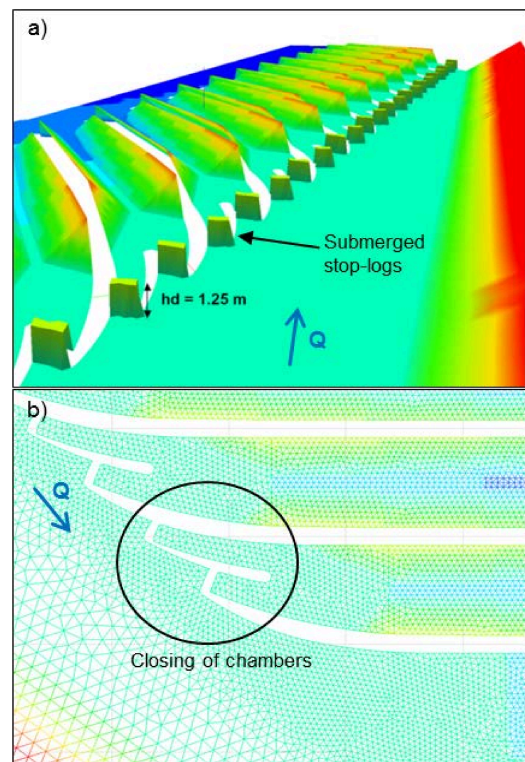 a)
Submerged
stop-logs
hd = 1.25 m
Q
b)
Q
Closing of chambers